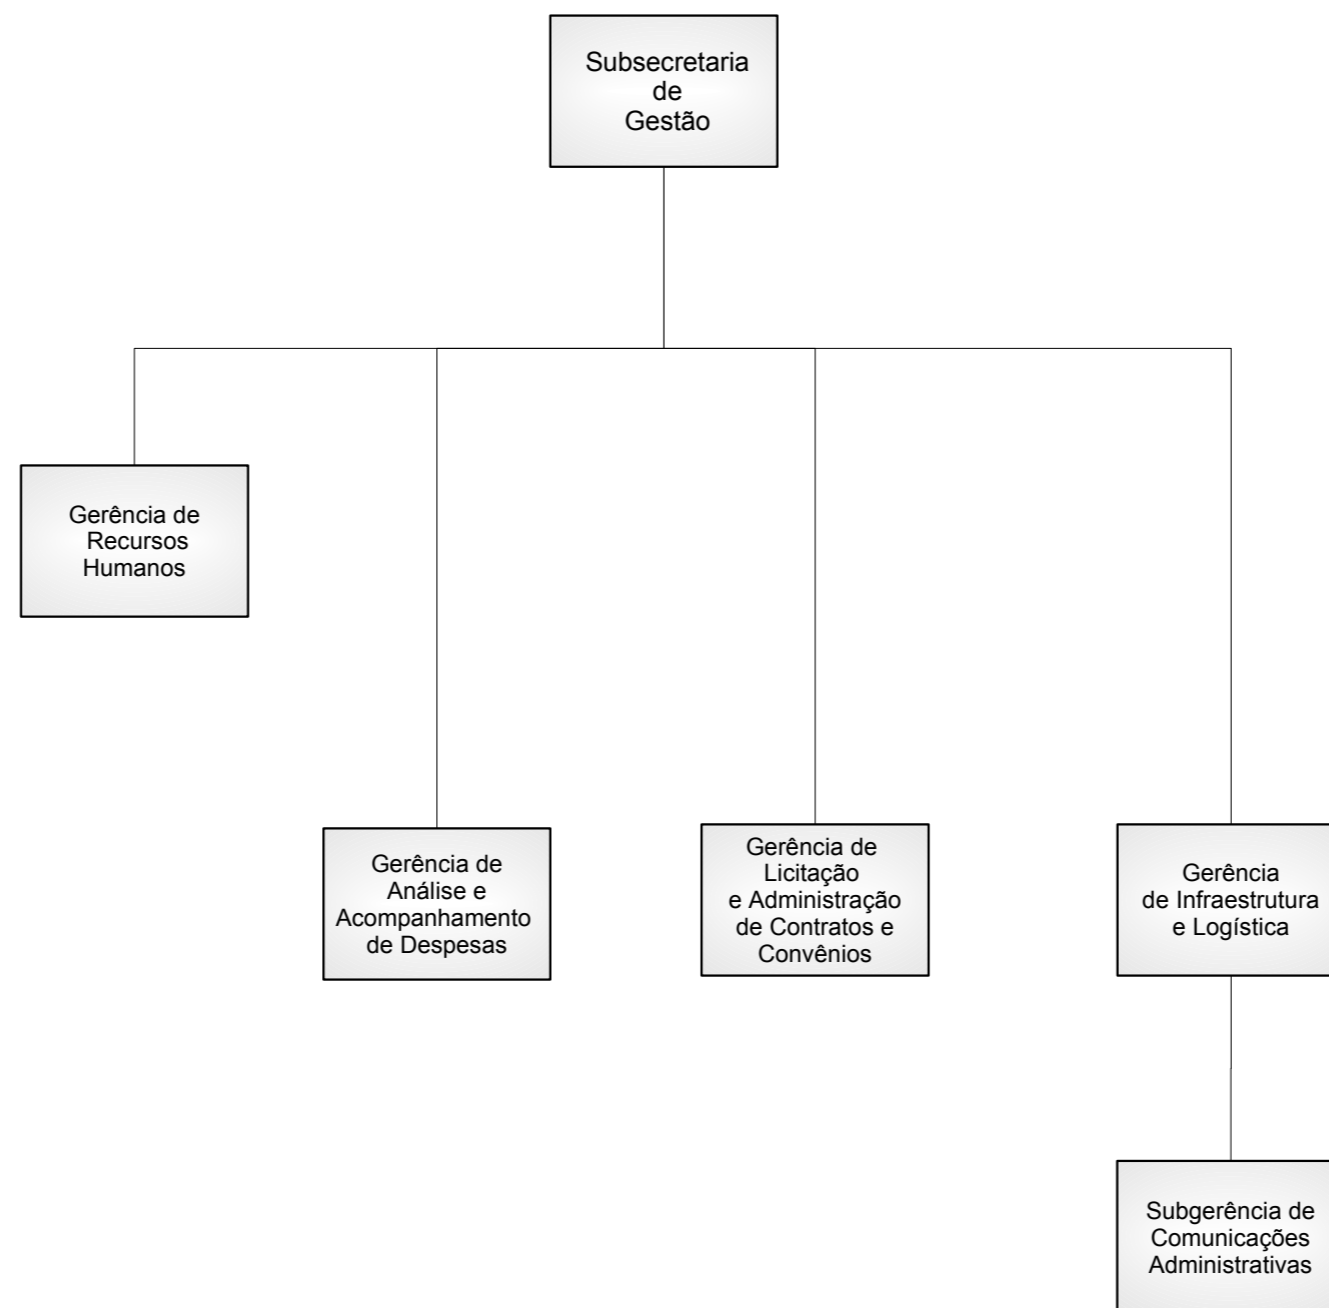 Subsecretaria
de
Gestão
Gerência de
Recursos
Humanos
Gerência de
Análise e
Acompanhamento
de Despesas
Gerência de
Licitação
e Administração
de Contratos e
Convênios
Gerência
de Infraestrutura
e Logística
Subgerência de
Comunicações
Administrativas